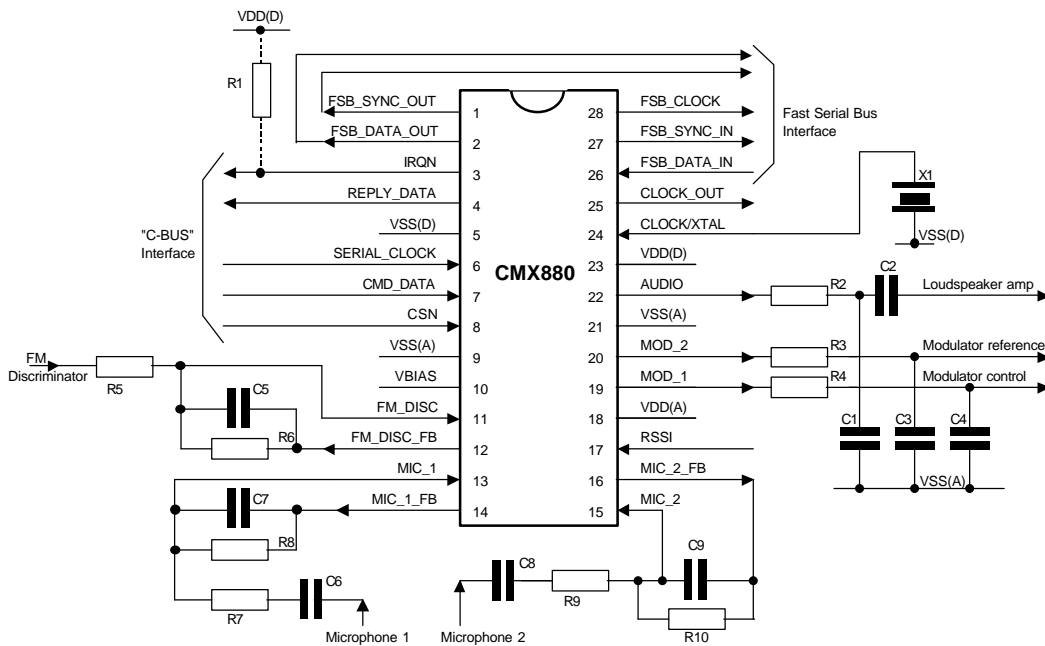 VDD(D)
R1
FSB_SYNC_OUT
1
28
FSB_CLOCK
Fast Serial Bus
Interface
FSB_DATA_OUT
2
27
FSB_SYNC_IN
IRQN
3
26
FSB_DATA_IN
REPLY_DATA
4
25
CLOCK_OUT
X1
VSS(D)
5
24
CLOCK/XTAL
VSS(D)
"C-BUS"
Interface
SERIAL_CLOCK
6
CMX880
23
VDD(D)
CMD_DATA
7
22
AUDIO
R2
C2
Loudspeaker amp
CSN
8
21
VSS(A)
VSS(A)
9
20
MOD_2
R3
Modulator reference
FM
Discriminator
R5
VBIAS
10
19
MOD_1
R4
Modulator control
C5
FM_DISC
11
18
VDD(A)
C1
C3
C4
R6
FM_DISC_FB
12
17
RSSI
MIC_1
13
16
MIC_2_FB
VSS(A)
C7
MIC_1_FB
14
15
MIC_2
R8
C6
R7
Microphone 1
C8
R9
C9
R10
Microphone 2